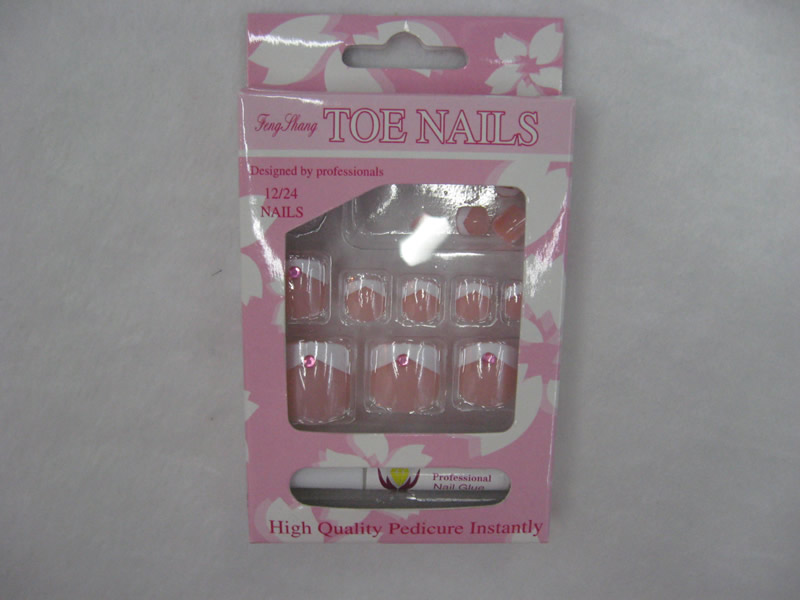 FengShang TOE NAILS
Designed by professionals
12/24
NAILS
Professional
Nail Glue
High Quality Pedicure Instantly